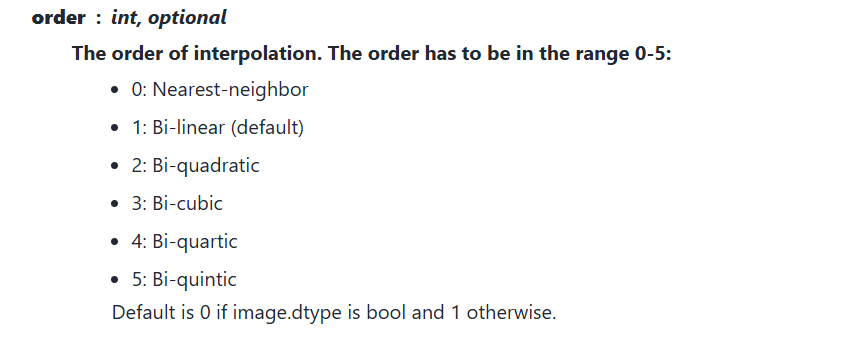 order : int, optional
The order of interpolation. The order has to be in the range 0-5:
• 0: Nearest-neighbor
• 1: Bi-linear (default)
• 2: Bi-quadratic
• 3: Bi-cubic
• 4: Bi-quartic
• 5: Bi-quintic
Default is 0 if image.dtype is bool and 1 otherwise.